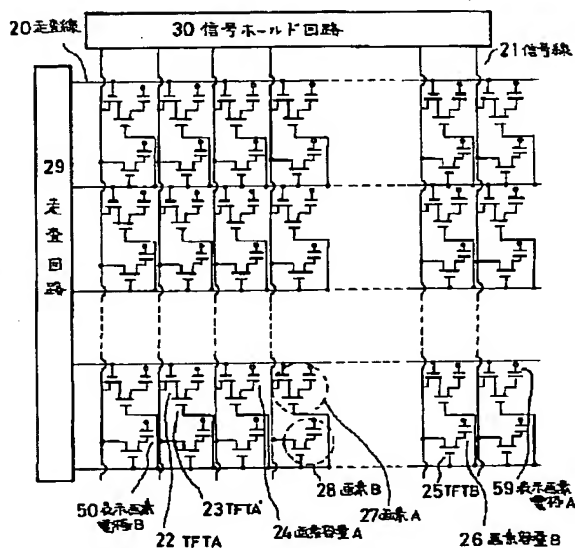 30 信号ホールド回路
20 走査線
21 信号線
29 走査回路
50 表示画素電極B
22 TFTA
23 TFTA'
24 画素容量A
28 画素B
27画素A
25 TFTB
26 画素容量B
59 表示画素電極A